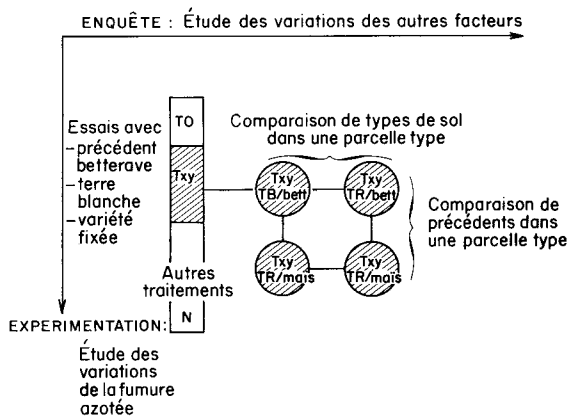 ENQUÊTE : Étude des variations des autres facteurs
Essais avec
-précédent
betterave
-terre
blanche
-variété
fixée
TO
Txy
Autres
traitements
N
Comparaison de types de sol
dans une parcelle type
Txy
TB/bett
Txy
TR/bett
Txy
TR/maïs
Txy
TR/maïs
Comparaison de
précédents dans
une parcelle type
EXPERIMENTATION:
Étude des
variations
de la fumure
azotée